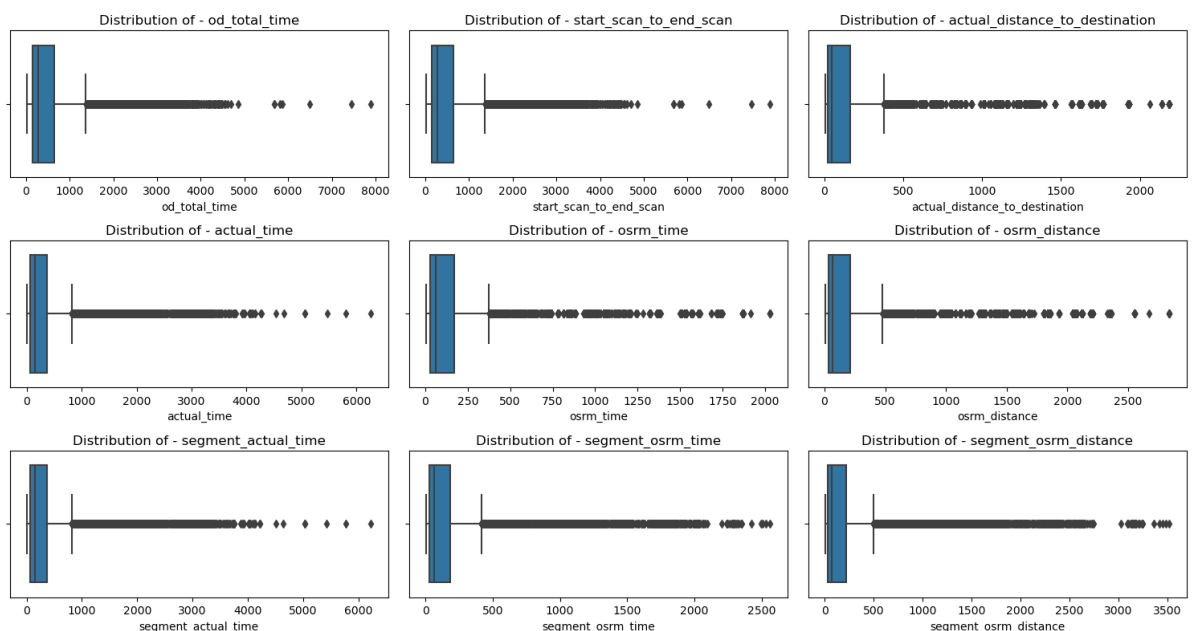 Distribution of - od_total_time
Distribution of - start_scan_to_end_scan
Distribution of - actual_distance_to_destination
0 1000 2000 3000 4000 5000 6000 7000 8000
0 1000 2000 3000 4000 5000 6000 7000 8000
0 500 1000 1500 2000
od_total_time
start_scan_to_end_scan
actual_distance_to_destination
Distribution of - actual_time
Distribution of - osrm_time
Distribution of - osrm_distance
0 1000 2000 3000 4000 5000 6000
0 250 500 750 1000 1250 1500 1750 2000
0 500 1000 1500 2000 2500
actual_time
osrm_time
osrm_distance
Distribution of - segment_actual_time
Distribution of - segment_osrm_time
Distribution of - segment_osrm_distance
0 1000 2000 3000 4000 5000 6000
0 500 1000 1500 2000 2500
0 500 1000 1500 2000 2500 3000 3500
segment_actual_time
segment_osrm_time
segment_osrm_distance